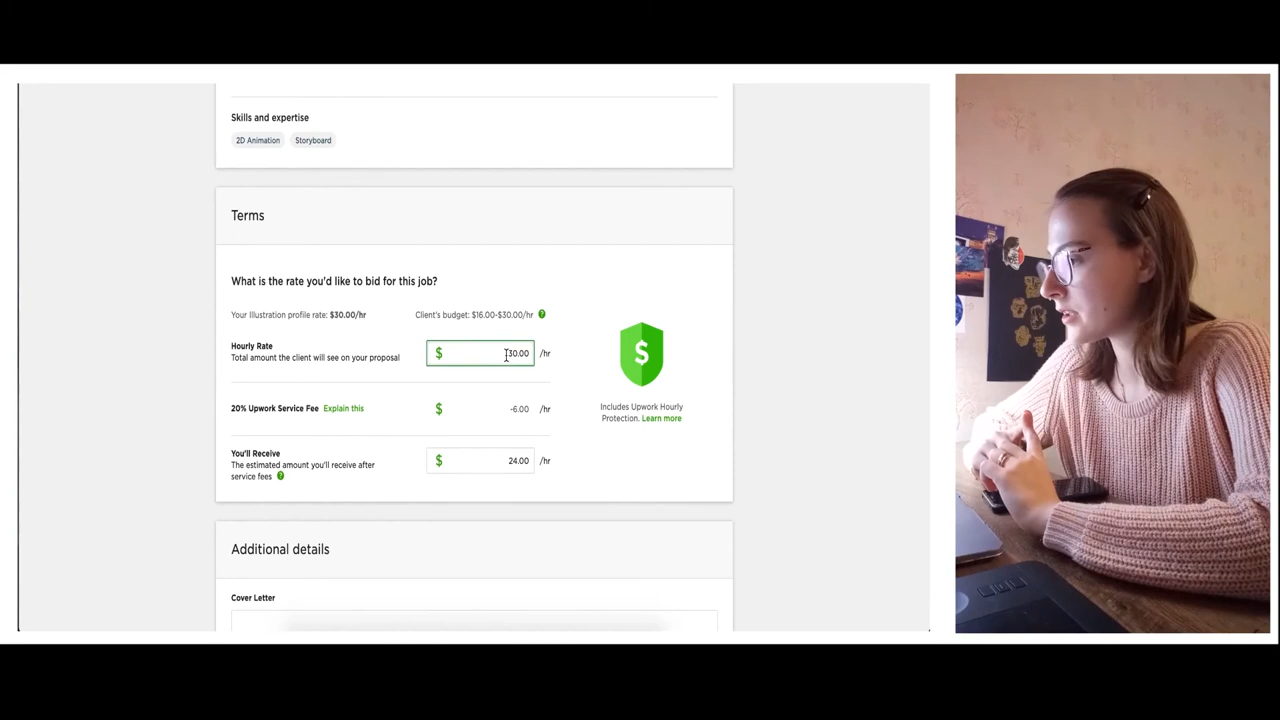 Skills and expertise
2D Animation Storyboard
Terms
What is the rate you'd like to bid for this job?
Your Illustration profile rate: $30.00/hr Client's budget: $16.00-$30.00/hr ?
Hourly Rate
Total amount the client will see on your proposal
$ 30.00 /hr
20% Upwork Service Fee Explain this
$ -6.00 /hr
You'll Receive
The estimated amount you'll receive after
service fees ?
$ 24.00 /hr
$
Includes Upwork Hourly
Protection. Learn more
Additional details
Cover Letter